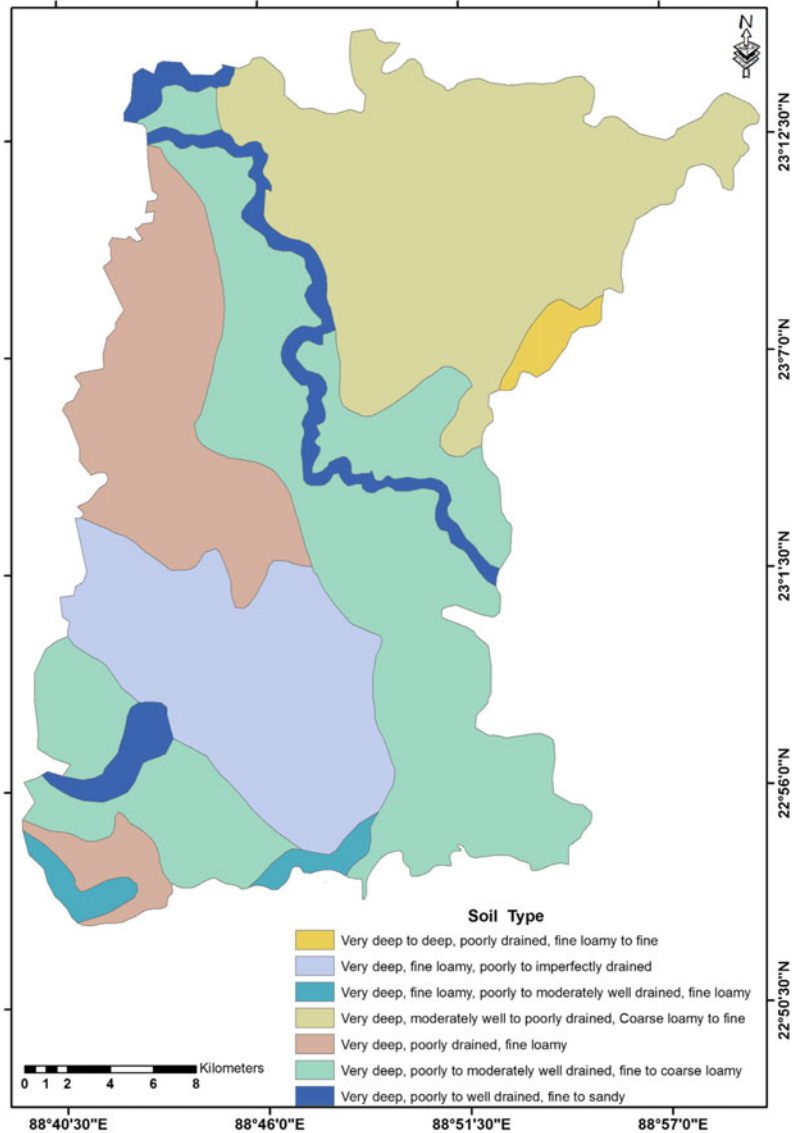 N
23°12'30"N
23°7'0"N
23°1'30"N
22°56'0"N
22°50'30"N
Soil Type
Very deep to deep, poorly drained, fine loamy to fine
Very deep, fine loamy, poorly to imperfectly drained
Very deep, fine loamy, poorly to moderately well drained, fine loamy
Very deep, moderately well to poorly drained, Coarse loamy to fine
Very deep, poorly drained, fine loamy
Very deep, poorly to moderately well drained, fine to coarse loamy
Very deep, poorly to well drained, fine to sandy
Kilometers
0 1 2 4 6 8
88°40'30"E 88°46'0"E 88°51'30"E 88°57'0"E